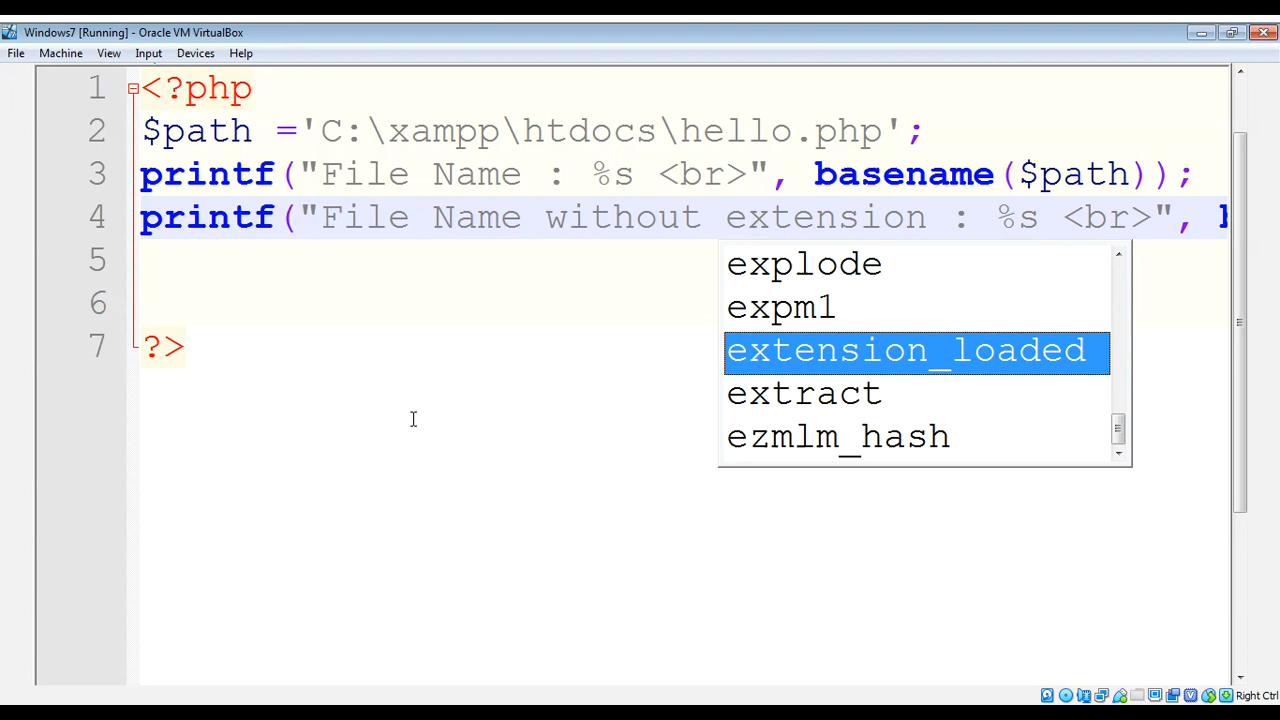 Windows7 [Running] - Oracle VM VirtualBox
File Machine View Input Devices Help
1 <?php
2 $path ='C:\xampp\htdocs\hello.php';
3 printf("File Name : %s <br>", basename($path));
4 printf("File Name without extension : %s <br>",
5
6
7 ?>
explode
expm1
extension_loaded
extract
ezmlm_hash
Right Ctrl